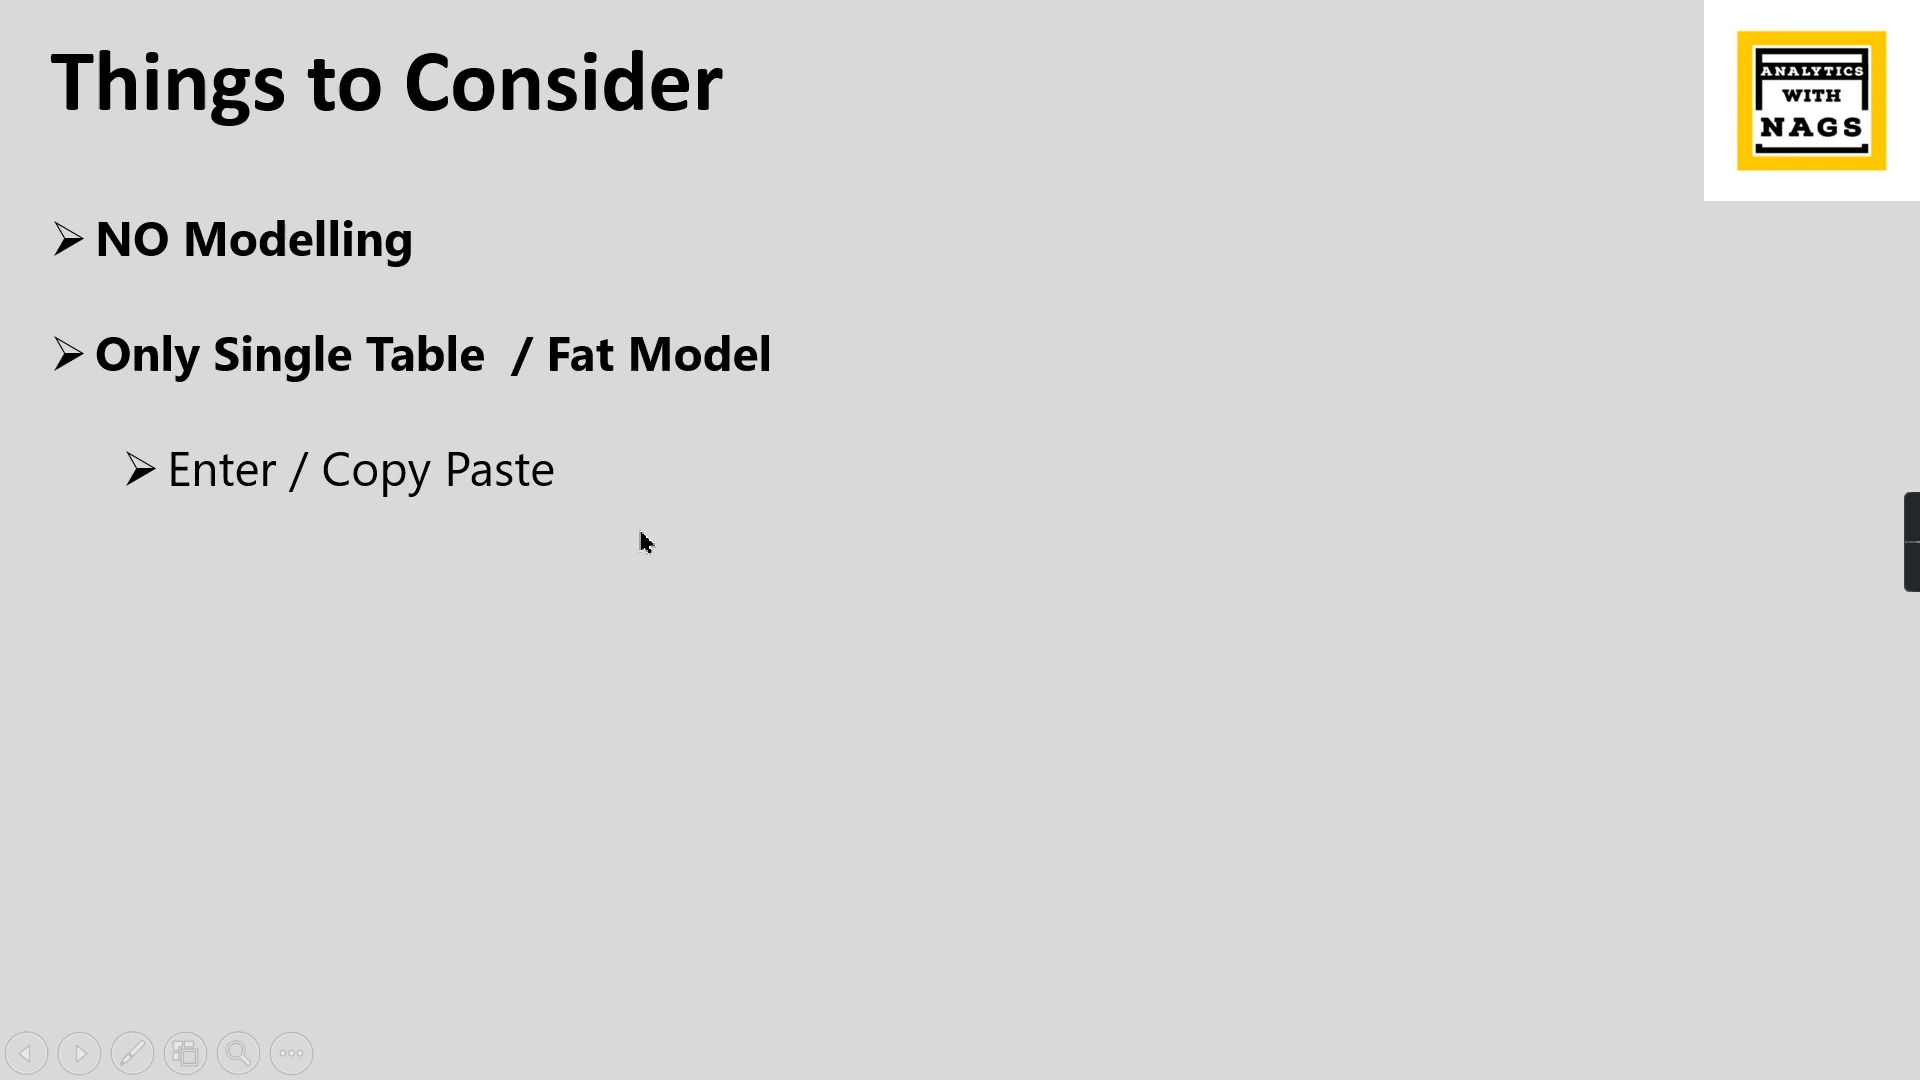 Things to Consider
ANALYTICS
WITH
NAGS
NO Modelling
Only Single Table / Fat Model
Enter / Copy Paste